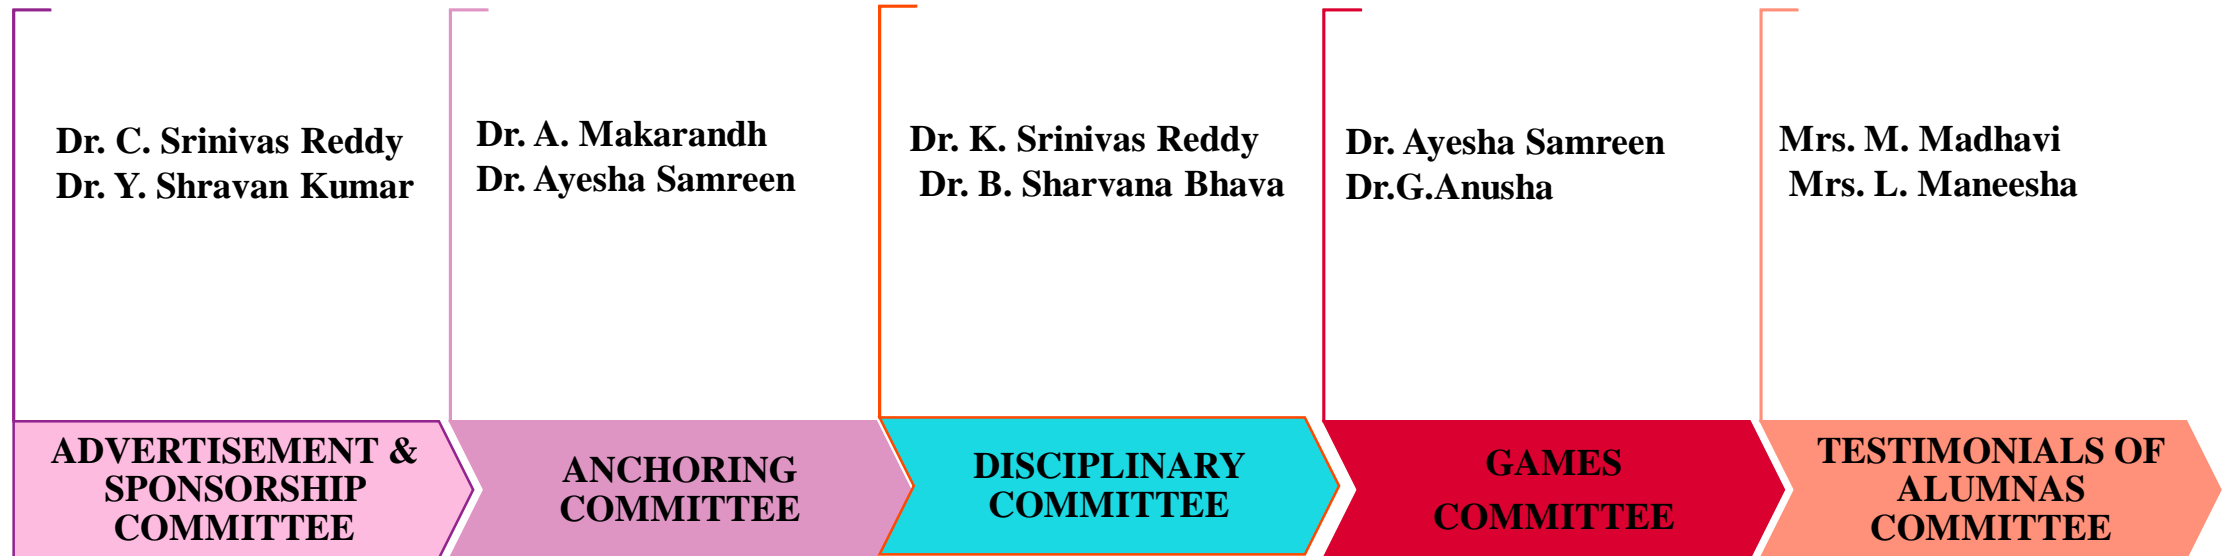 Dr. C. Srinivas Reddy
Dr. Y. Shravan Kumar
ADVERTISEMENT &
SPONSORSHIP
COMMITTEE
Dr. A. Makarandh
Dr. Ayesha Samreen
ANCHORING
COMMITTEE
Dr. K. Srinivas Reddy
Dr. B. Sharvana Bhava
DISCIPLINARY
COMMITTEE
Dr. Ayesha Samreen
Dr.G.Anusha
GAMES
COMMITTEE
Mrs. M. Madhavi
Mrs. L. Maneesha
TESTIMONIALS OF
ALUMNAS
COMMITTEE